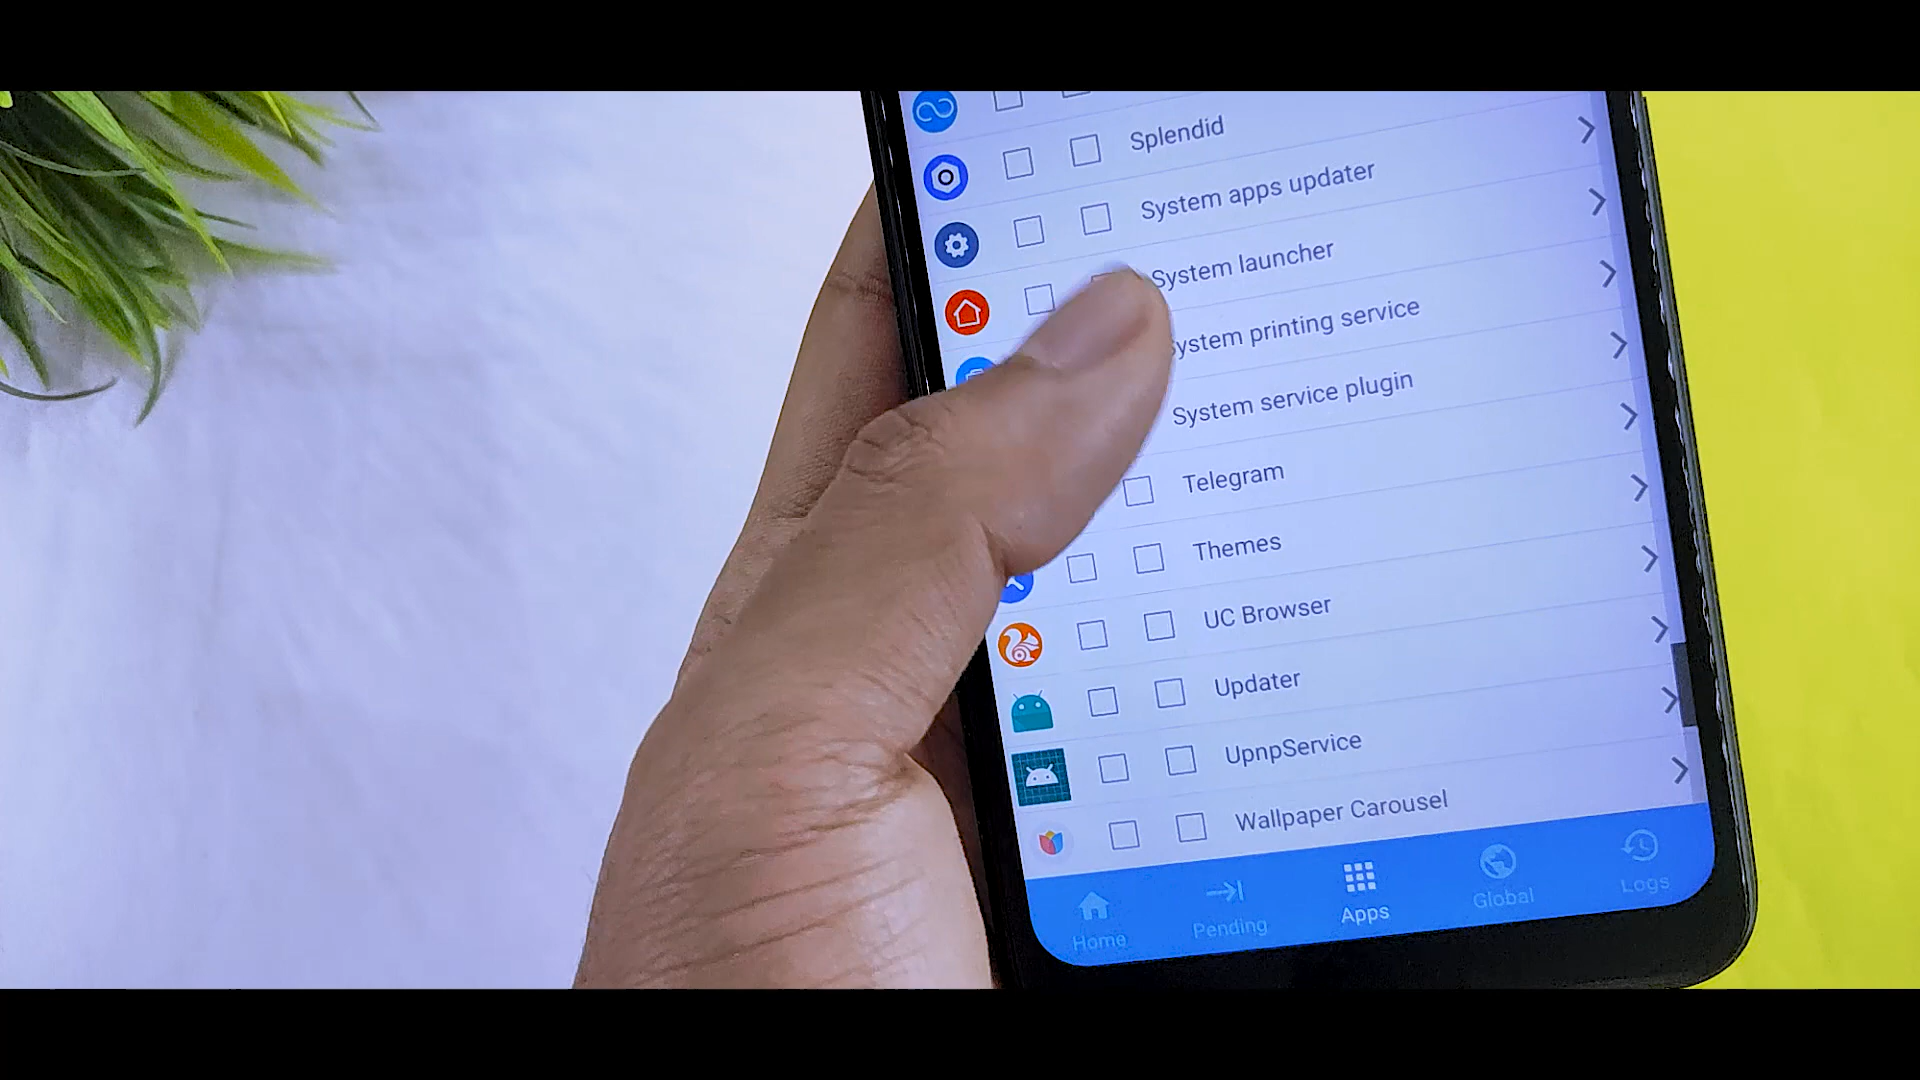 Splendid
System apps updater
System launcher
ystem printing service
System service plugin
Telegram
Themes
UC Browser
Updater
UpnpService
Wallpaper Carousel
Home
Pending
Apps
Global
Logs